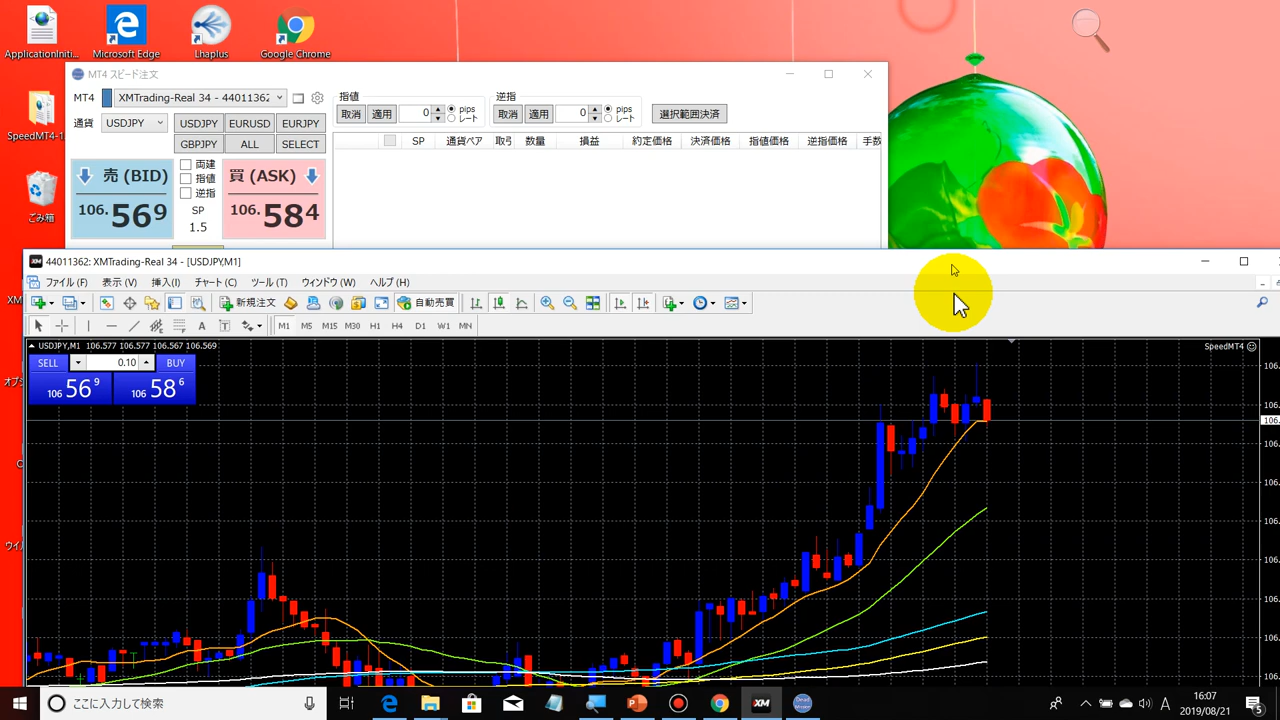 ApplicationIniti...
Microsoft Edge
Lhaplus
Google Chrome
SpeedMT4-1
ごみ箱
MT4 スピード注文
MT4 XMTrading-Real 34 - 44011362
通貨 USDJPY USDJPY EURUSD EURJPY
GBPJPY ALL SELECT
指値
取消 適用 0 pips レート
逆指
取消 適用 0 pips レート
選択範囲決済
SP 通貨ペア 取引 数量 損益 約定価格 決済価格 指値価格 逆指価格 手数
売 (BID)
106.569
両建
指値
逆指
SP
1.5
買 (ASK)
106.584
44011362: XMTrading-Real 34 - [USDJPY,M1]
ファイル (F) 表示 (V) 挿入(I) チャート (C) ツール (T) ウィンドウ (W) ヘルプ (H)
新規注文 自動売買
A T M1 M5 M15 M30 H1 H4 D1 W1 MN
USDJPY,M1 106.577 106.577 106.567 106.569
SpeedMT4
SELL 0.10 BUY
106 56 9 106 58 6
ここに入力して検索
XM
A
16:07
2019/08/21
5